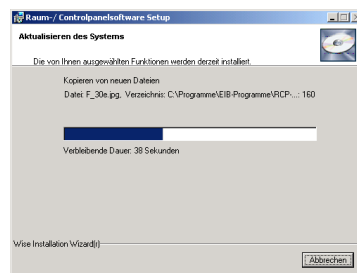 Raum-/ Controlpanelsoftware Setup
Aktualisieren des Systems
Die von Ihnen ausgewählten Funktionen werden derzeit installiert.
Kopieren von neuen Dateien
Datei: F_30e.jpg, Verzeichnis: C:\Programme\EIB-Programme\RCP-...: 160
Verbleibende Dauer: 38 Sekunden
Wise Installation Wizard(r)
Abbrechen